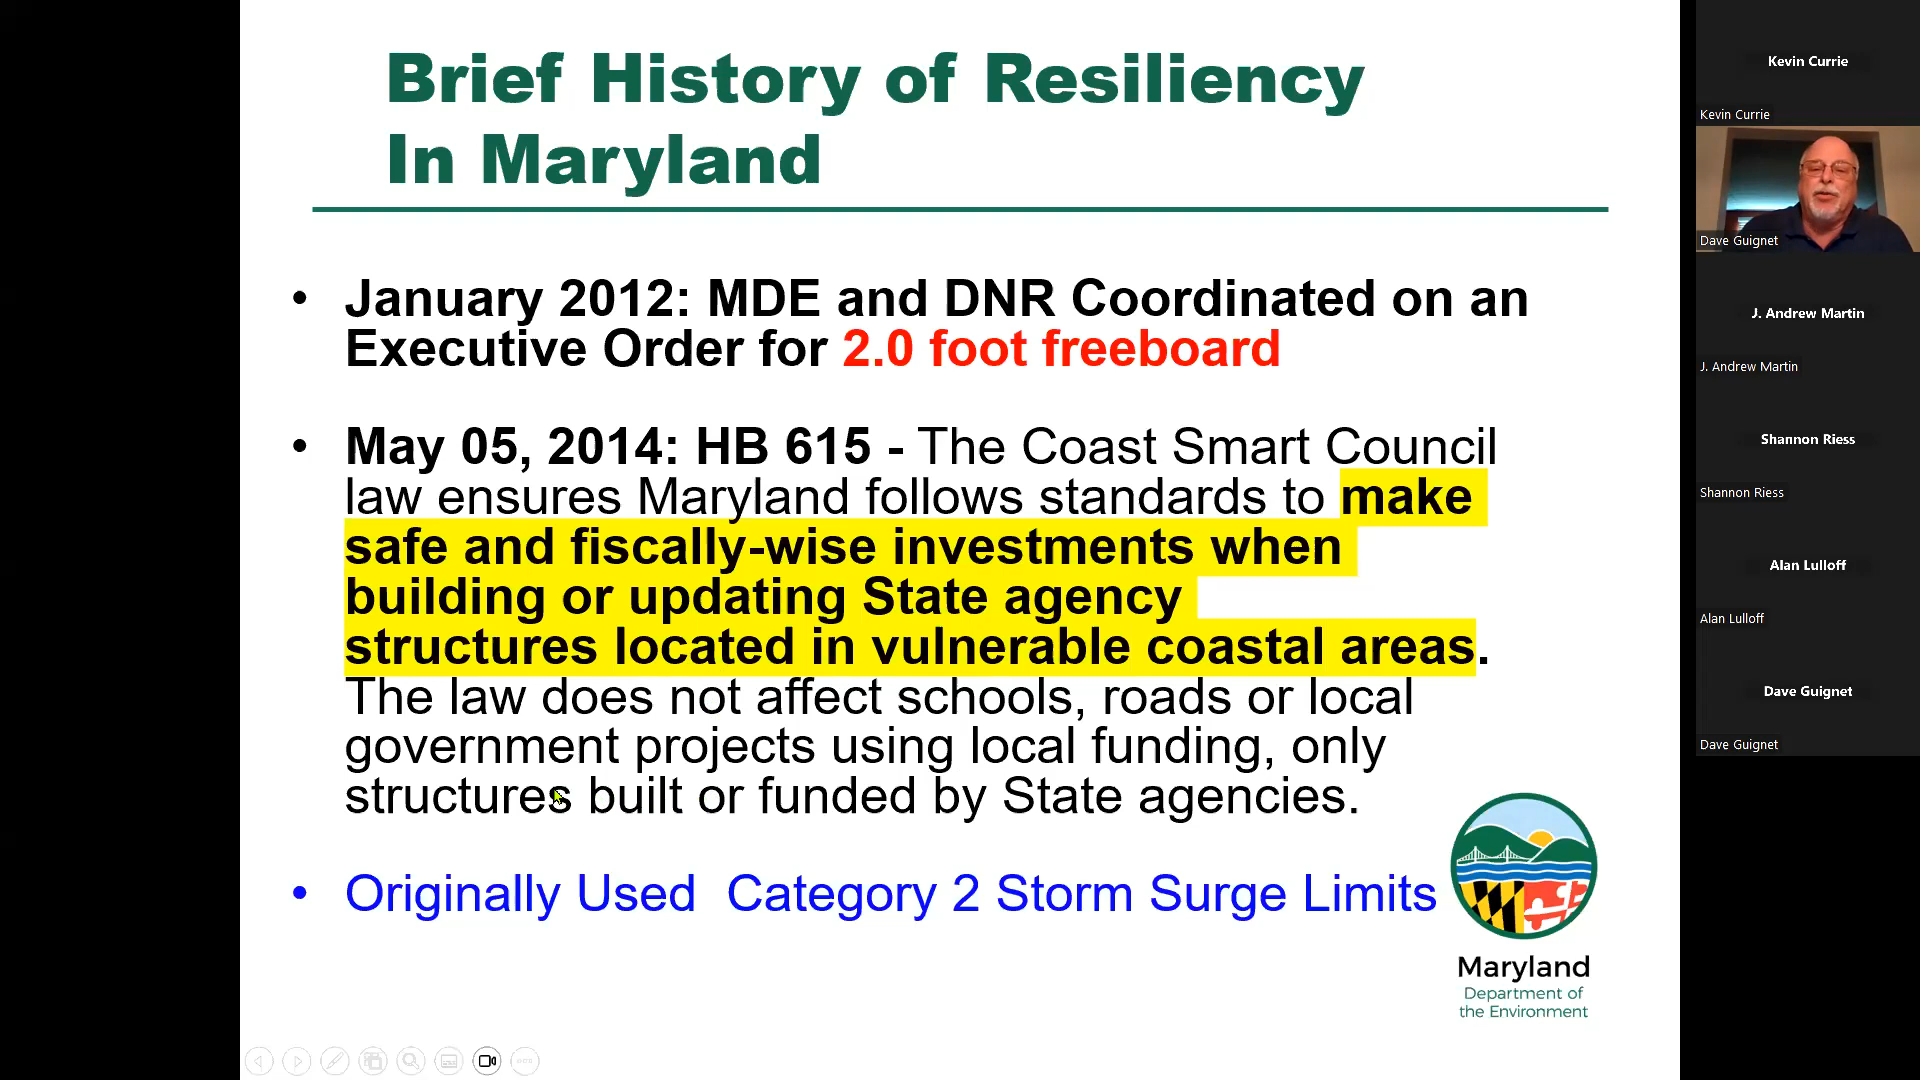 Brief History of Resiliency
In Maryland
• January 2012: MDE and DNR Coordinated on an
Executive Order for 2.0 foot freeboard
• May 05, 2014: HB 615 - The Coast Smart Council
law ensures Maryland follows standards to make
safe and fiscally-wise investments when
building or updating State agency
structures located in vulnerable coastal areas.
The law does not affect schools, roads or local
government projects using local funding, only
structures built or funded by State agencies.
• Originally Used  Category 2 Storm Surge Limits
Maryland
Department of
the Environment
Kevin Currie
Kevin Currie
Dave Guignet
J. Andrew Martin
J. Andrew Martin
Shannon Riess
Shannon Riess
Alan Lulloff
Alan Lulloff
Dave Guignet
Dave Guignet